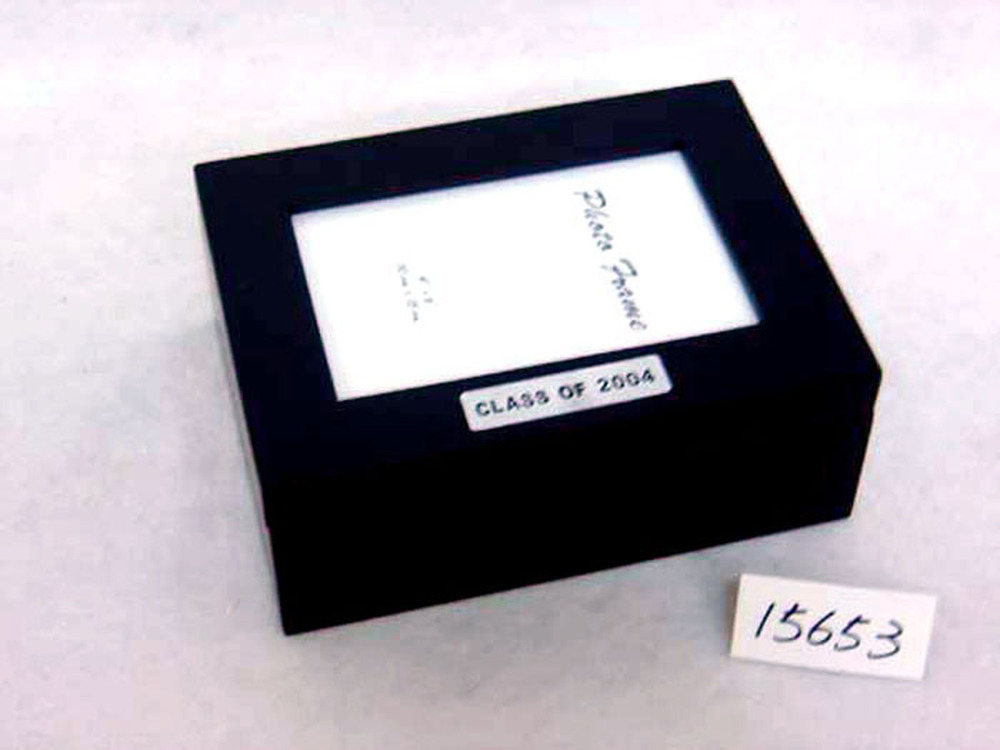 Photo Frame
CLASS OF 2004
15653